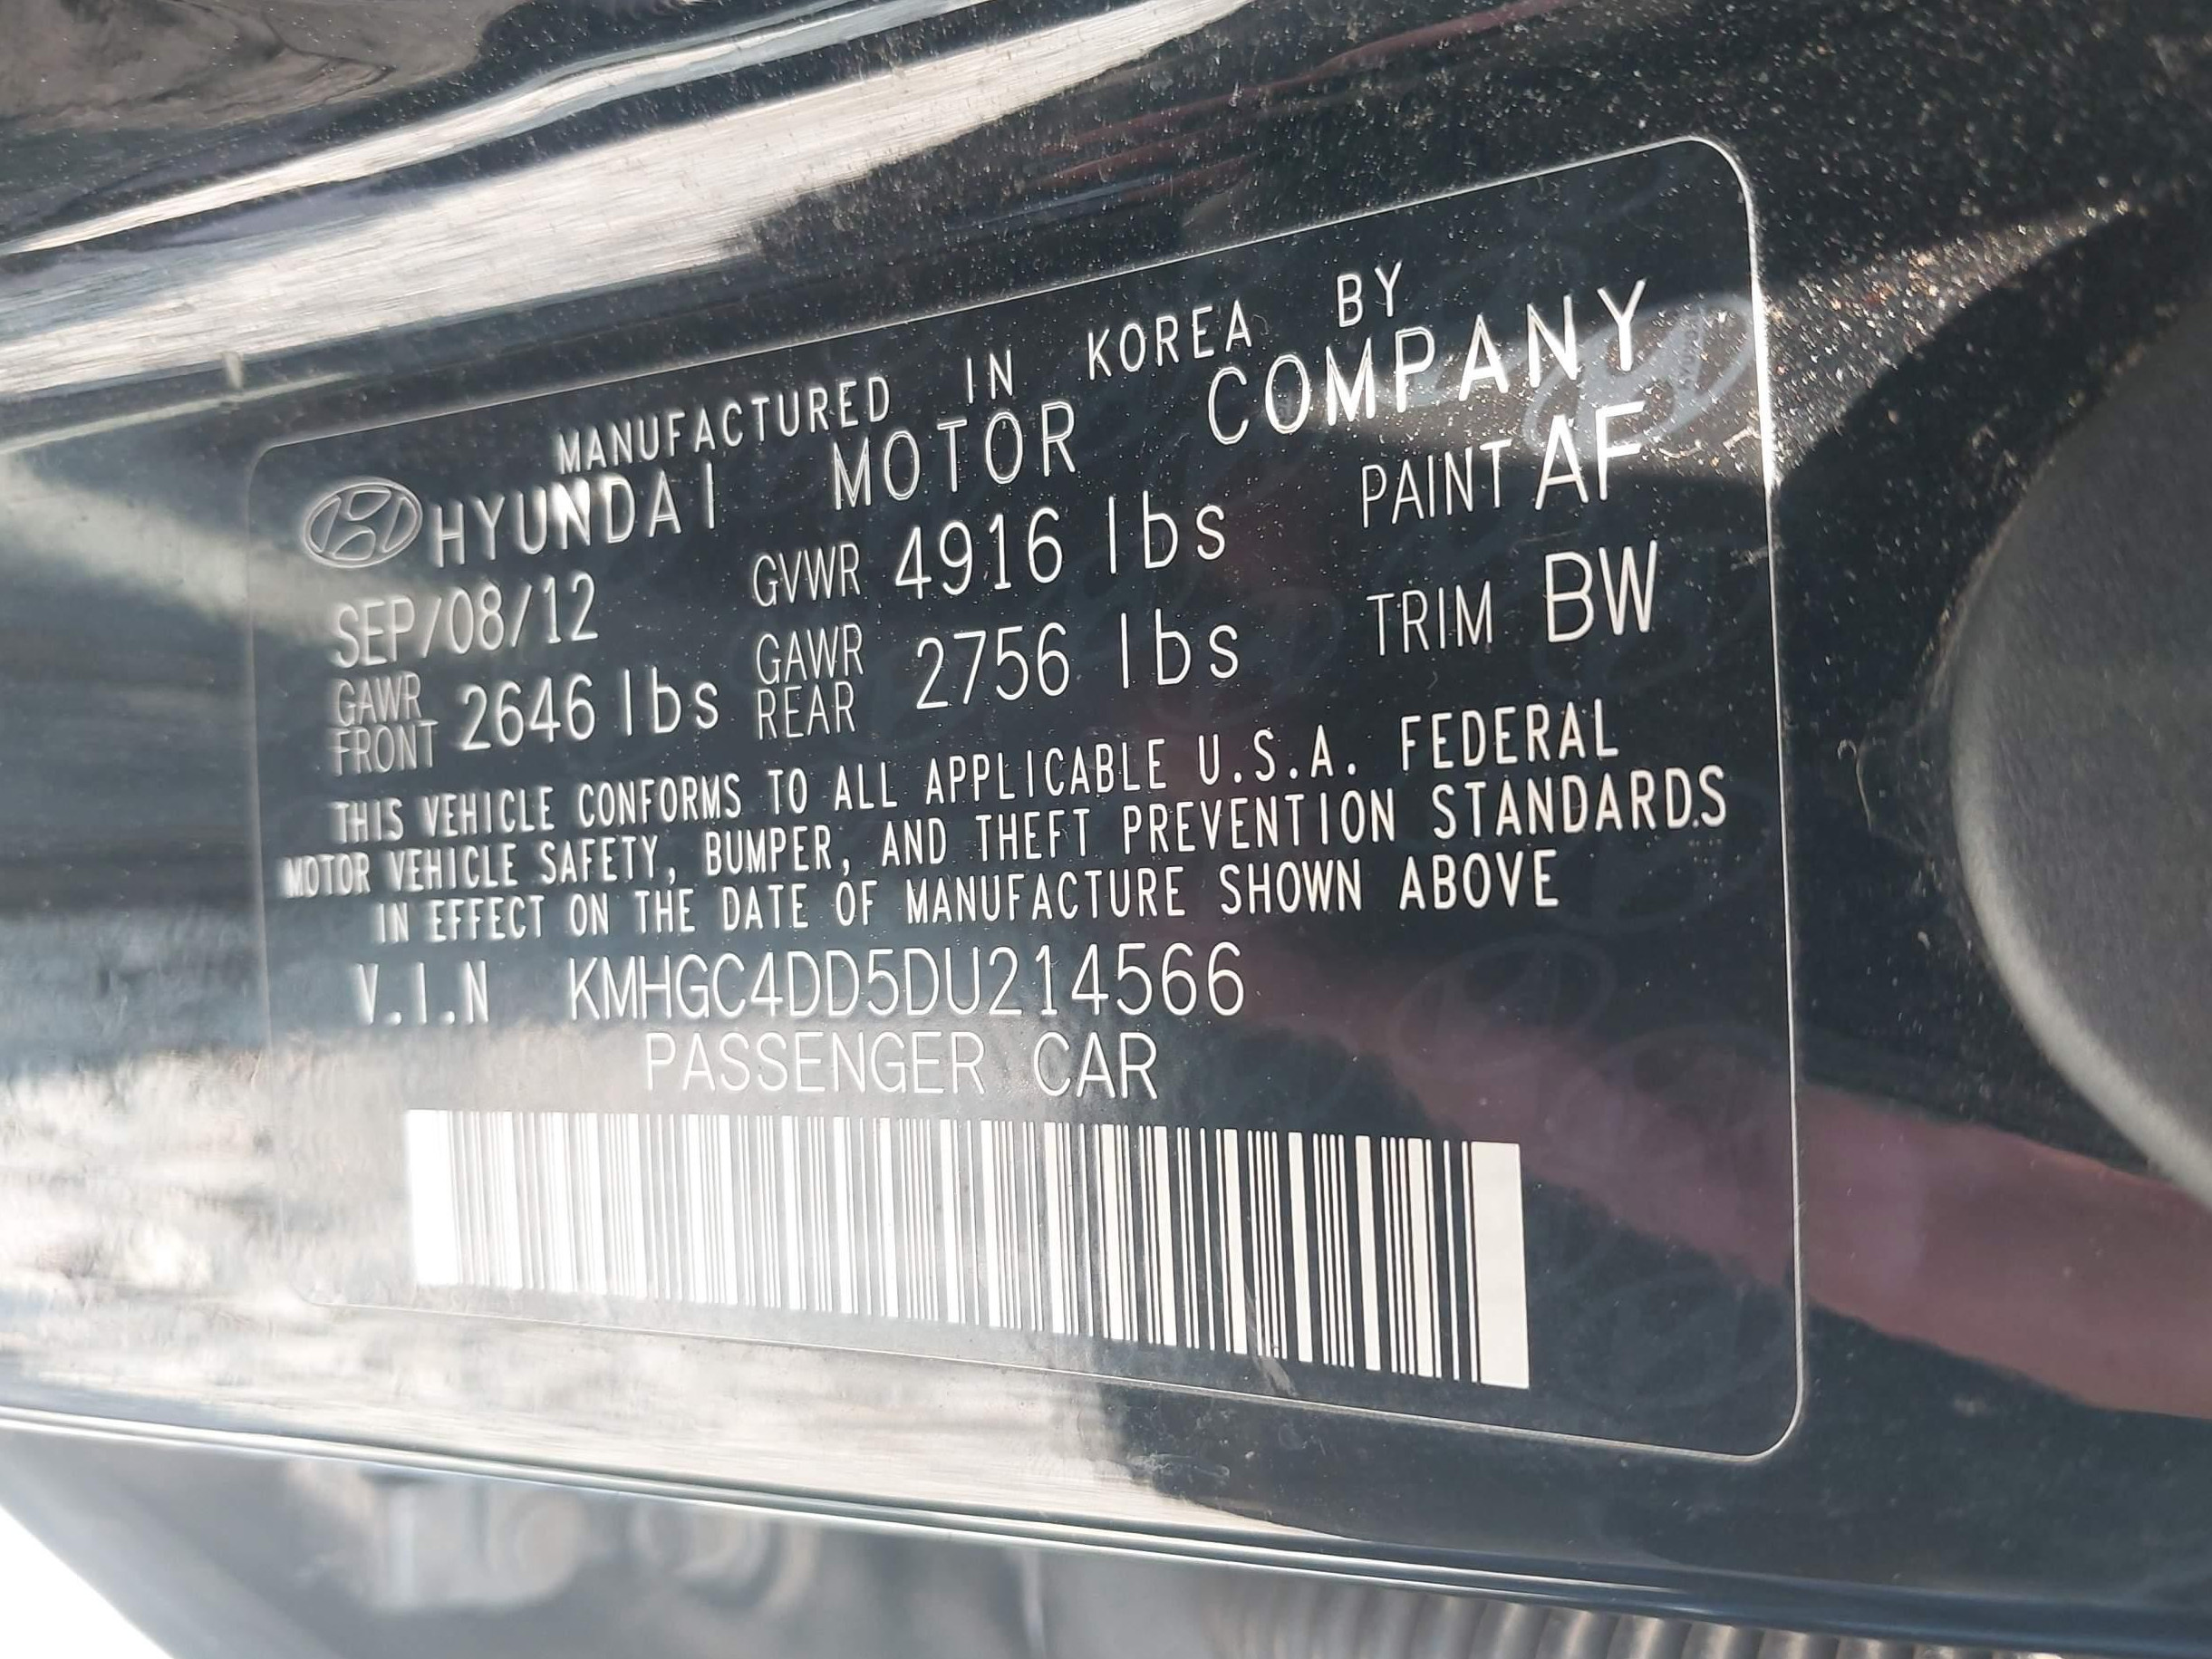 MANUFACTURED IN KOREA BY
HYUNDAI MOTOR COMPANY
SEP/08/12 GVWR 4916 lbs PAINT AF
GAWR FRONT 2646 lbs GAWR REAR 2756 lbs TRIM BW
THIS VEHICLE CONFORMS TO ALL APPLICABLE U.S.A. FEDERAL
MOTOR VEHICLE SAFETY, BUMPER, AND THEFT PREVENTION STANDARDS
IN EFFECT ON THE DATE OF MANUFACTURE SHOWN ABOVE
V.I.N KMHGC4DD5DU214566
PASSENGER CAR